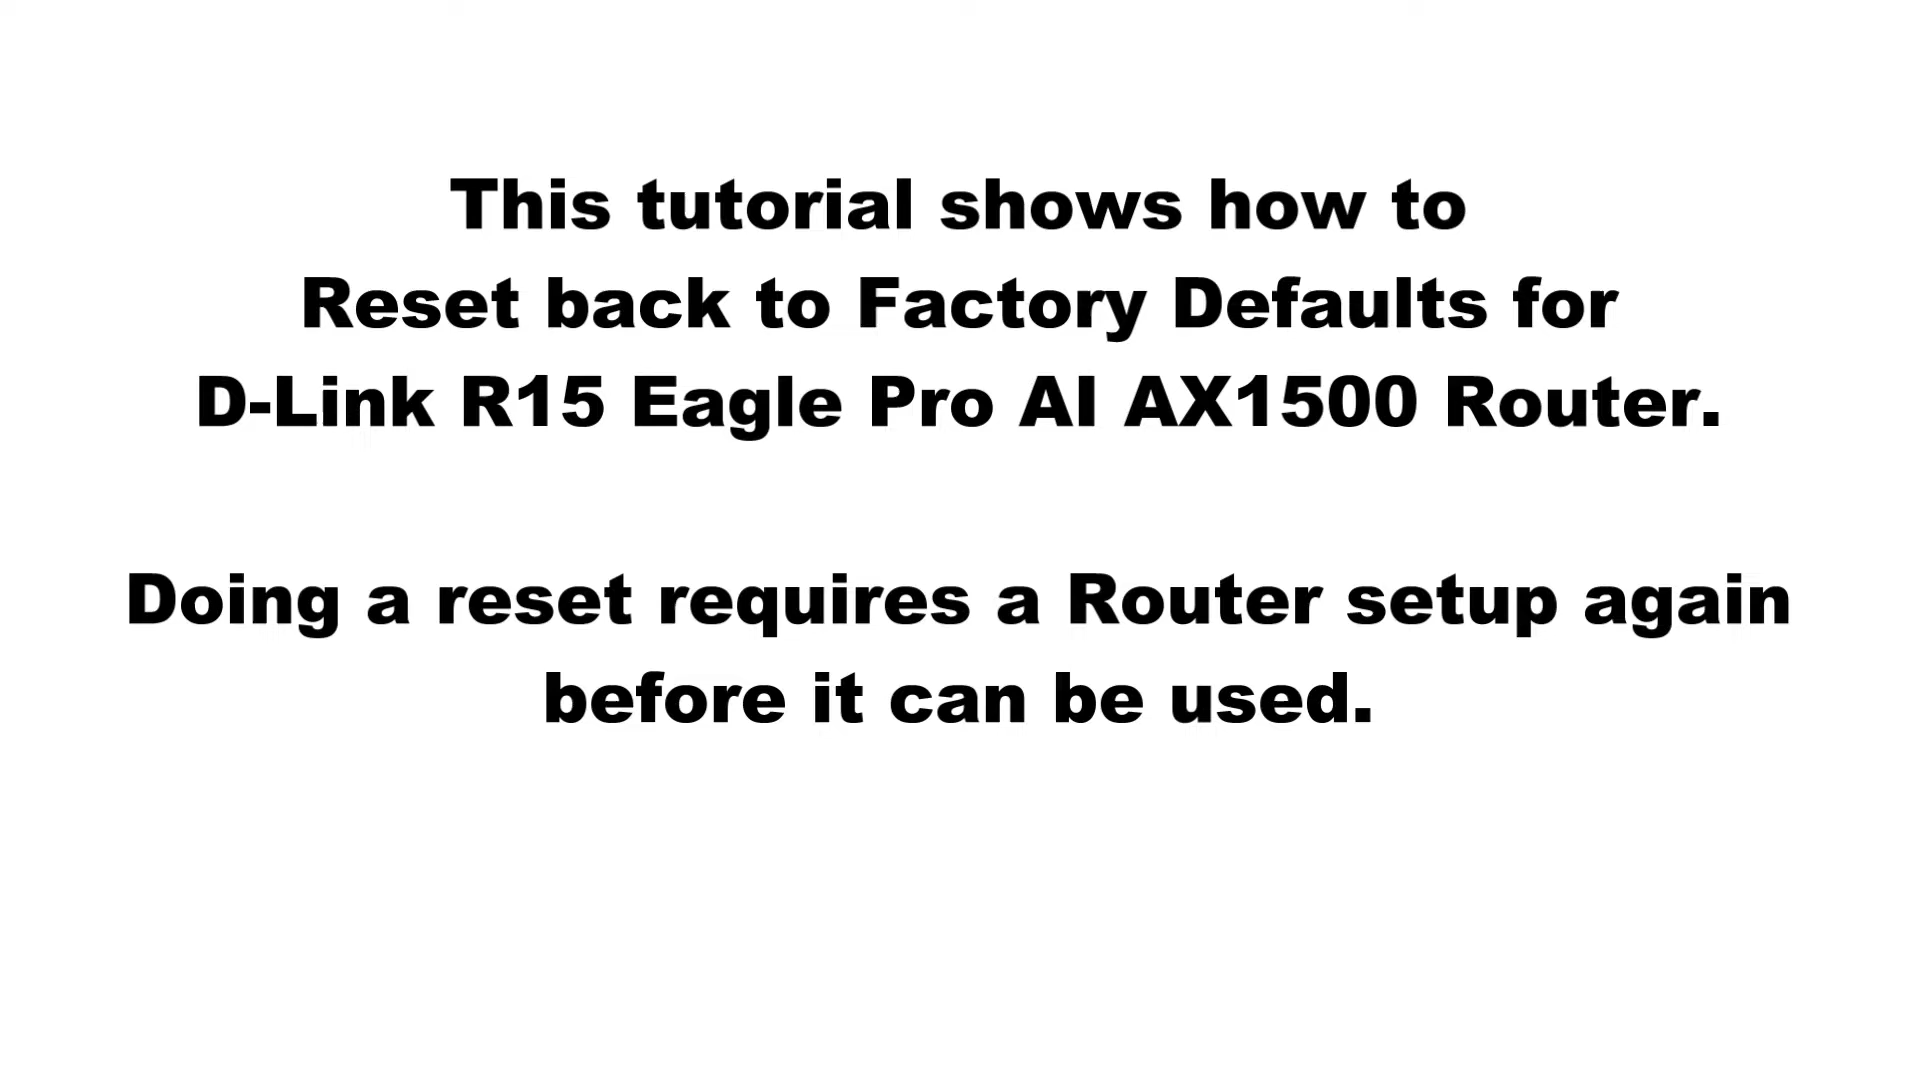 This tutorial shows how to
Reset back to Factory Defaults for
D-Link R15 Eagle Pro AI AX1500 Router.
Doing a reset requires a Router setup again
before it can be used.